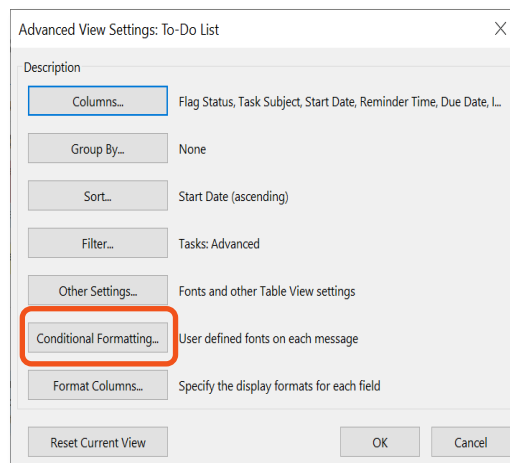 Advanced View Settings: To-Do List
Description
Columns... Flag Status, Task Subject, Start Date, Reminder Time, Due Date, I...
Group By... None
Sort... Start Date (ascending)
Filter... Tasks: Advanced
Other Settings... Fonts and other Table View settings
Conditional Formatting... User defined fonts on each message
Format Columns... Specify the display formats for each field
Reset Current View OK Cancel